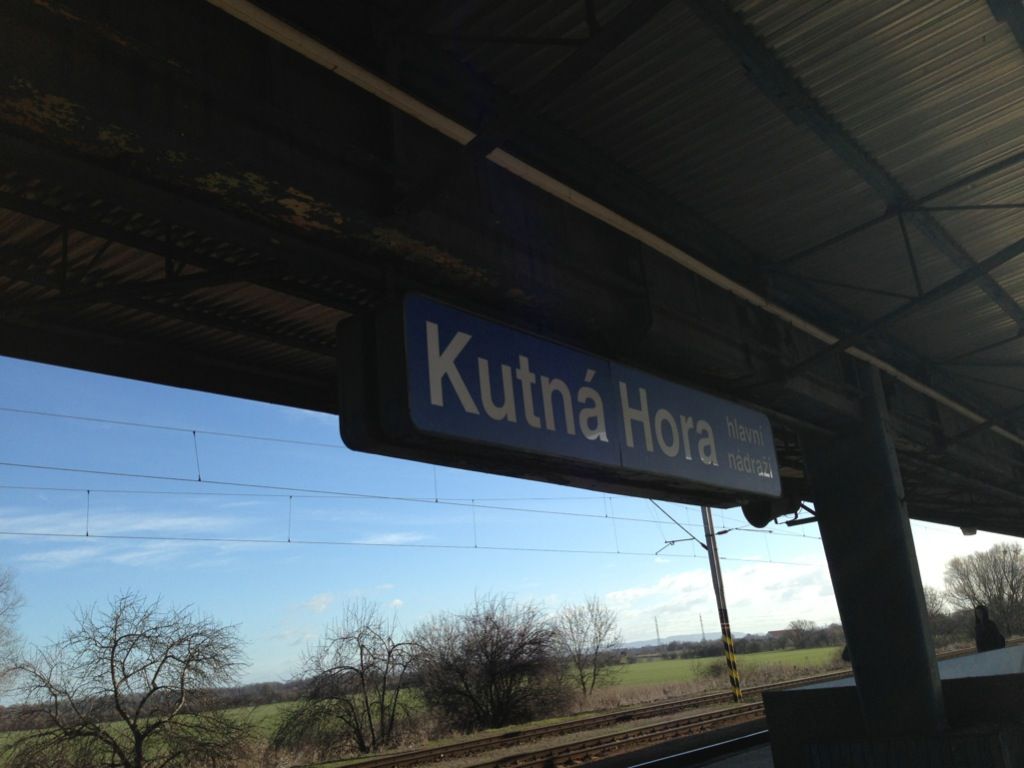 Kutná Hora
hlavní
nádraží